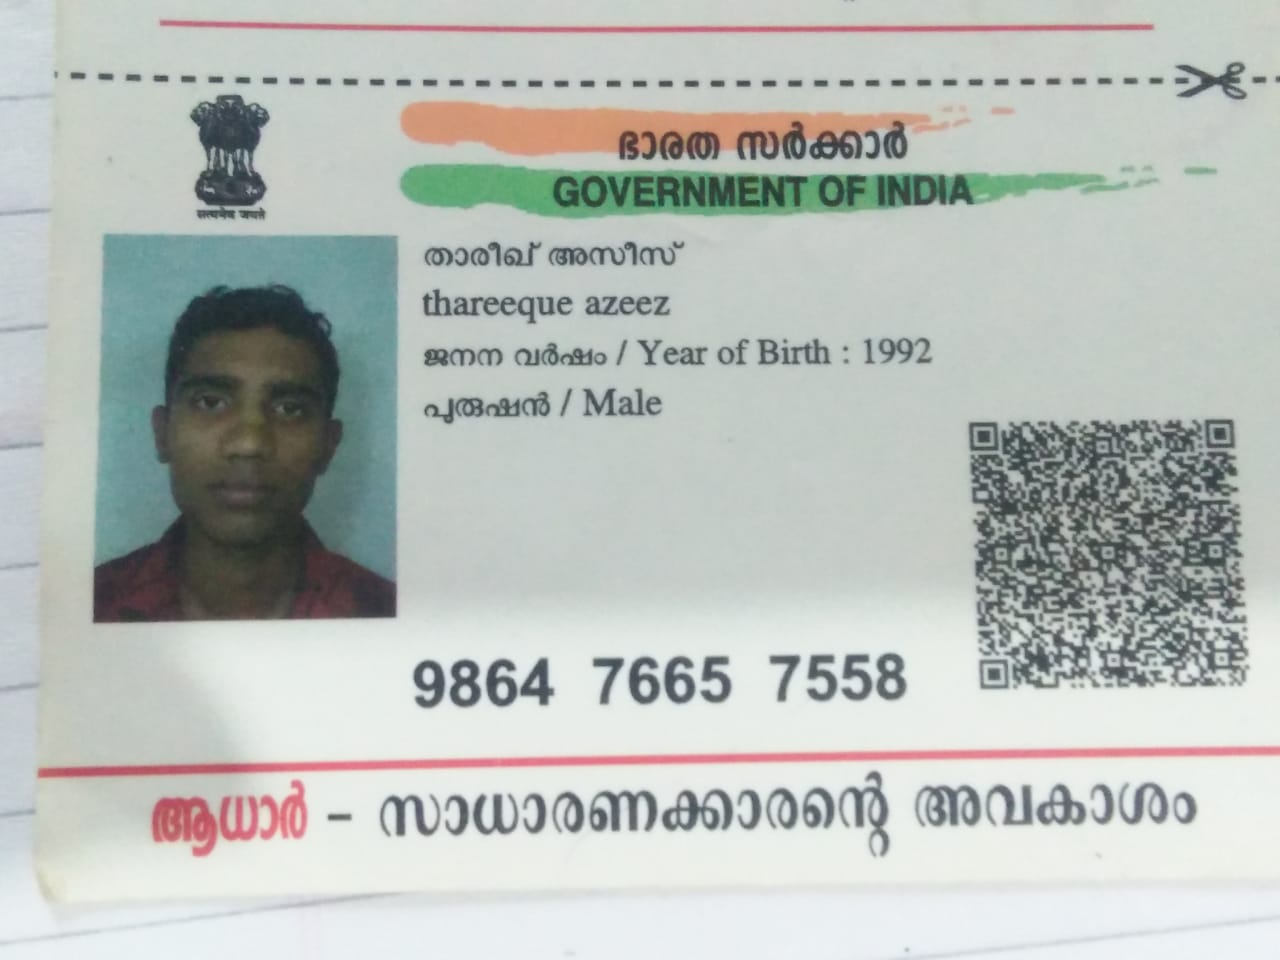 ഭാരത സർക്കാർ
GOVERNMENT OF INDIA
सत्यमेव जयते
താരീഖ് അസീസ്
thareeque azeez
ജനന വർഷം / Year of Birth : 1992
പുരുഷൻ / Male
9864 7665 7558
ആധാർ - സാധാരണക്കാരന്റെ അവകാശം